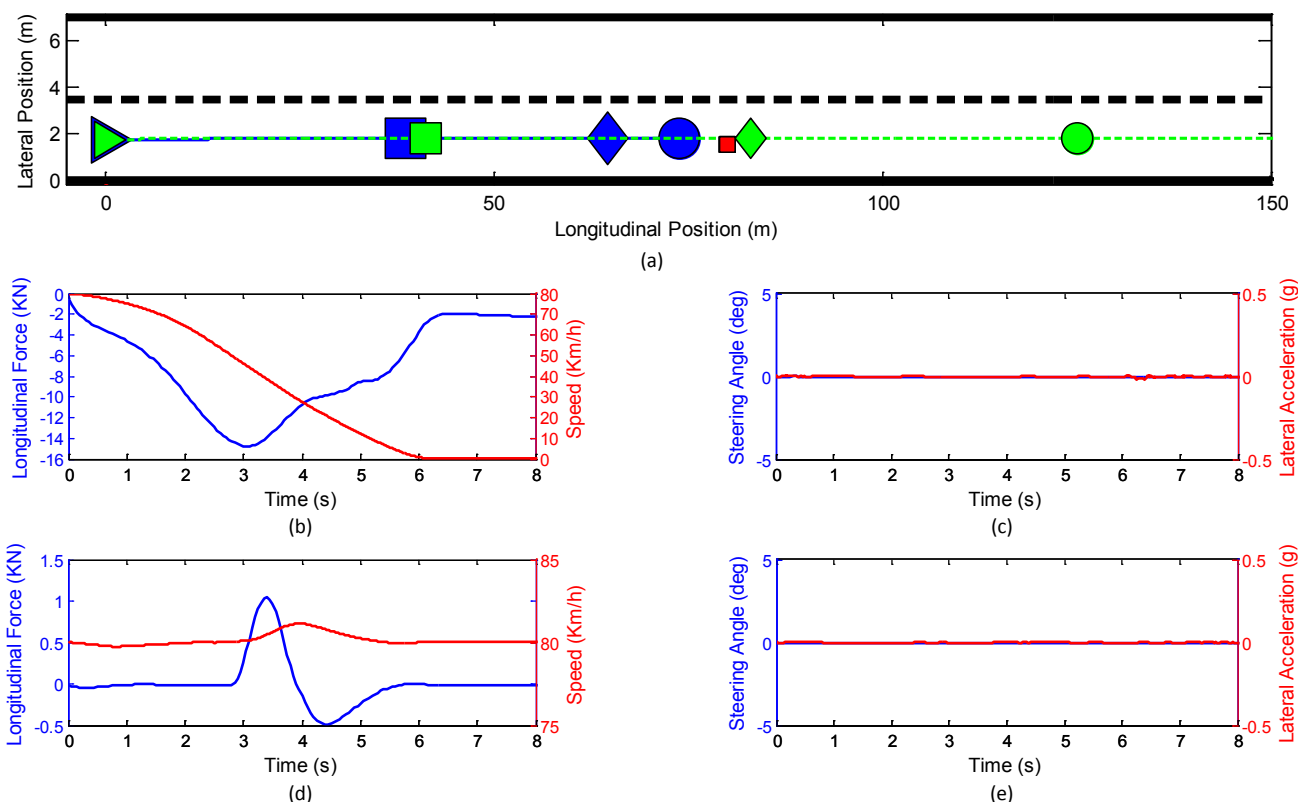 Lateral Position (m)
6
4
2
0
0 50 100 150
Longitudinal Position (m)
(a)
Longitudinal Force (KN)
0
-2
-4
-6
-8
-10
-12
-14
-16
80
70
60
50
40
30
20
10
0
Speed (Km/h)
0 1 2 3 4 5 6 7 8
Time (s)
(b)
Steering Angle (deg)
5
0
-5
0.5
0
-0.5
Lateral Acceleration (g)
0 1 2 3 4 5 6 7 8
Time (s)
(c)
Longitudinal Force (KN)
1.5
1
0.5
0
-0.5
85
80
75
Speed (Km/h)
0 1 2 3 4 5 6 7 8
Time (s)
(d)
Steering Angle (deg)
5
0
-5
0.5
0
-0.5
Lateral Acceleration (g)
0 1 2 3 4 5 6 7 8
Time (s)
(e)